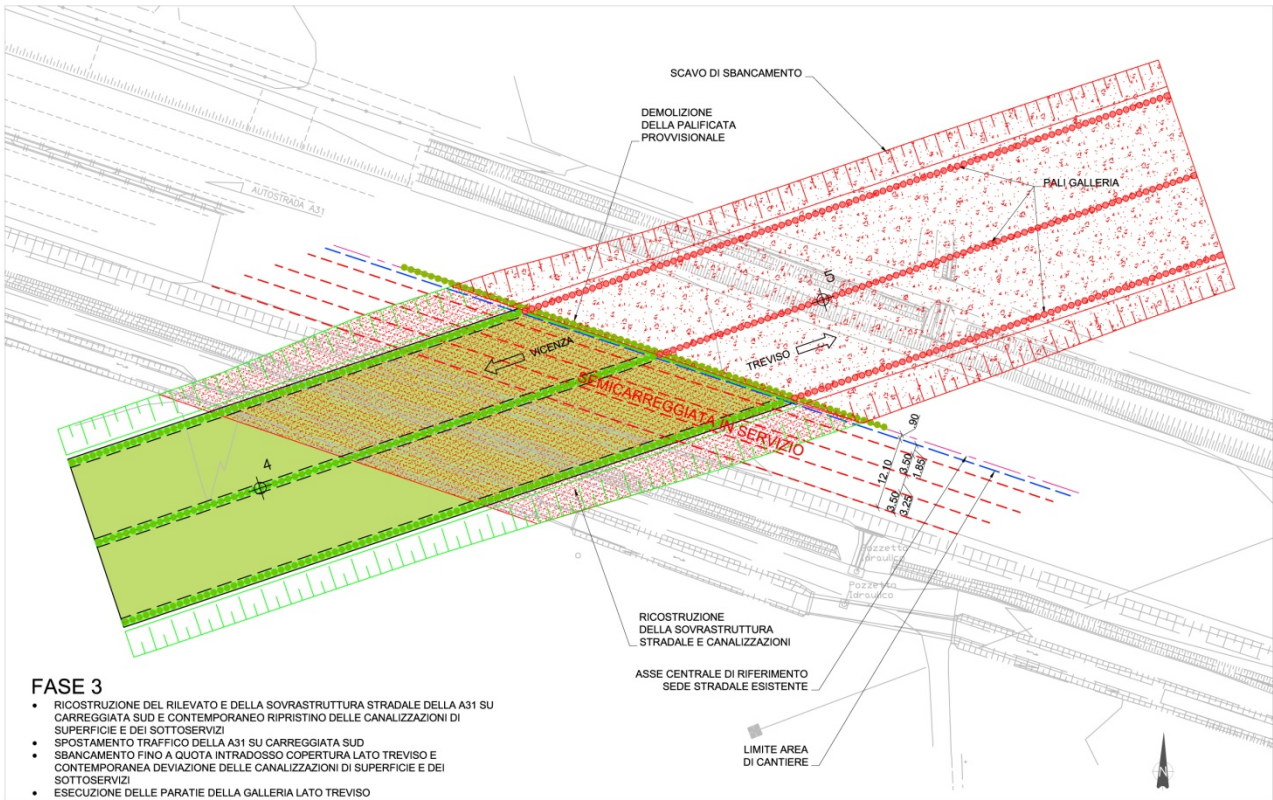 SCAVO DI SBANCAMENTO
DEMOLIZIONE
DELLA PALIFICATA
PROVVISIONALE
AUTOSTRADA A31
PALI GALLERIA
5
VICENZA
TREVISO
SEMICARREGGIATA IN SERVIZIO
4
.90
12.10
3.50
1.85
3.50
3.25
Pozzetto
Idraulico
Pozzetto
Idraulico
RICOSTRUZIONE
DELLA SOVRASTRUTTURA
STRADALE E CANALIZZAZIONI
ASSE CENTRALE DI RIFERIMENTO
SEDE STRADALE ESISTENTE
LIMITE AREA
DI CANTIERE
N
FASE 3
• RICOSTRUZIONE DEL RILEVATO E DELLA SOVRASTRUTTURA STRADALE DELLA A31 SU
CARREGGIATA SUD E CONTEMPORANEO RIPRISTINO DELLE CANALIZZAZIONI DI
SUPERFICIE E DEI SOTTOSERVIZI
• SPOSTAMENTO TRAFFICO DELLA A31 SU CARREGGIATA SUD
• SBANCAMENTO FINO A QUOTA INTRADOSSO COPERTURA LATO TREVISO E
CONTEMPORANEA DEVIAZIONE DELLE CANALIZZAZIONI DI SUPERFICIE E DEI
SOTTOSERVIZI
• ESECUZIONE DELLE PARATIE DELLA GALLERIA LATO TREVISO